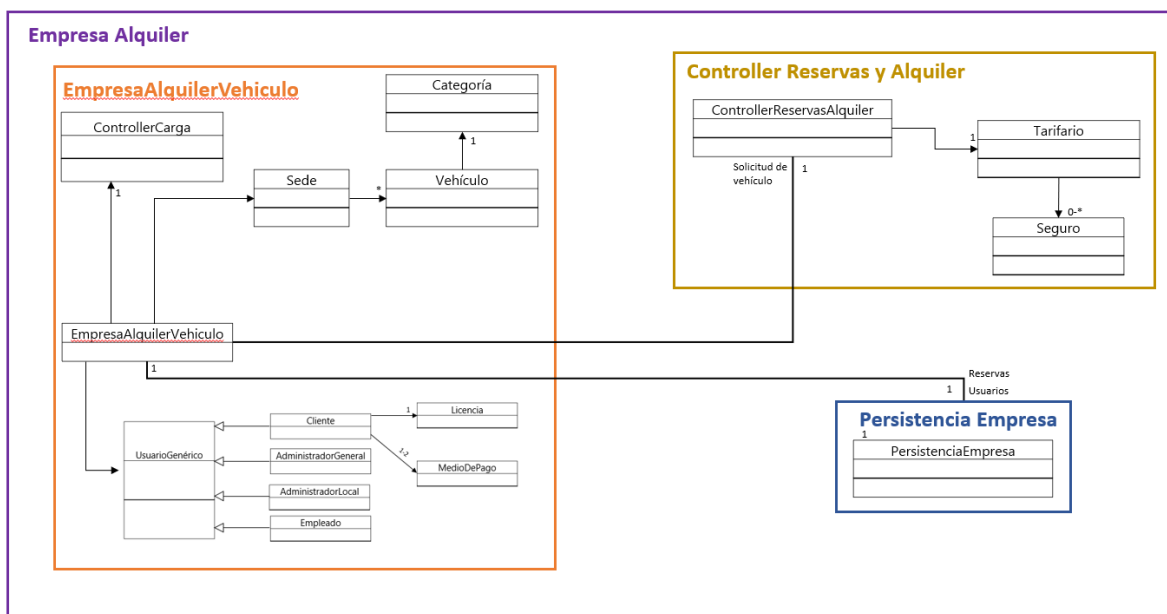 Empresa Alquiler
EmpresaAlquilerVehiculo
Categoría
ControllerCarga
1
1
Sede
*
Vehículo
EmpresaAlquilerVehiculo
1
UsuarioGenérico
Cliente
1
Licencia
1-2
MedioDePago
AdministradorGeneral
AdministradorLocal
Empleado
Controller Reservas y Alquiler
ControllerReservasAlquiler
1
Tarifario
Solicitud de
vehículo
1
0-*
Seguro
Reservas
1
Usuarios
Persistencia Empresa
1
PersistenciaEmpresa